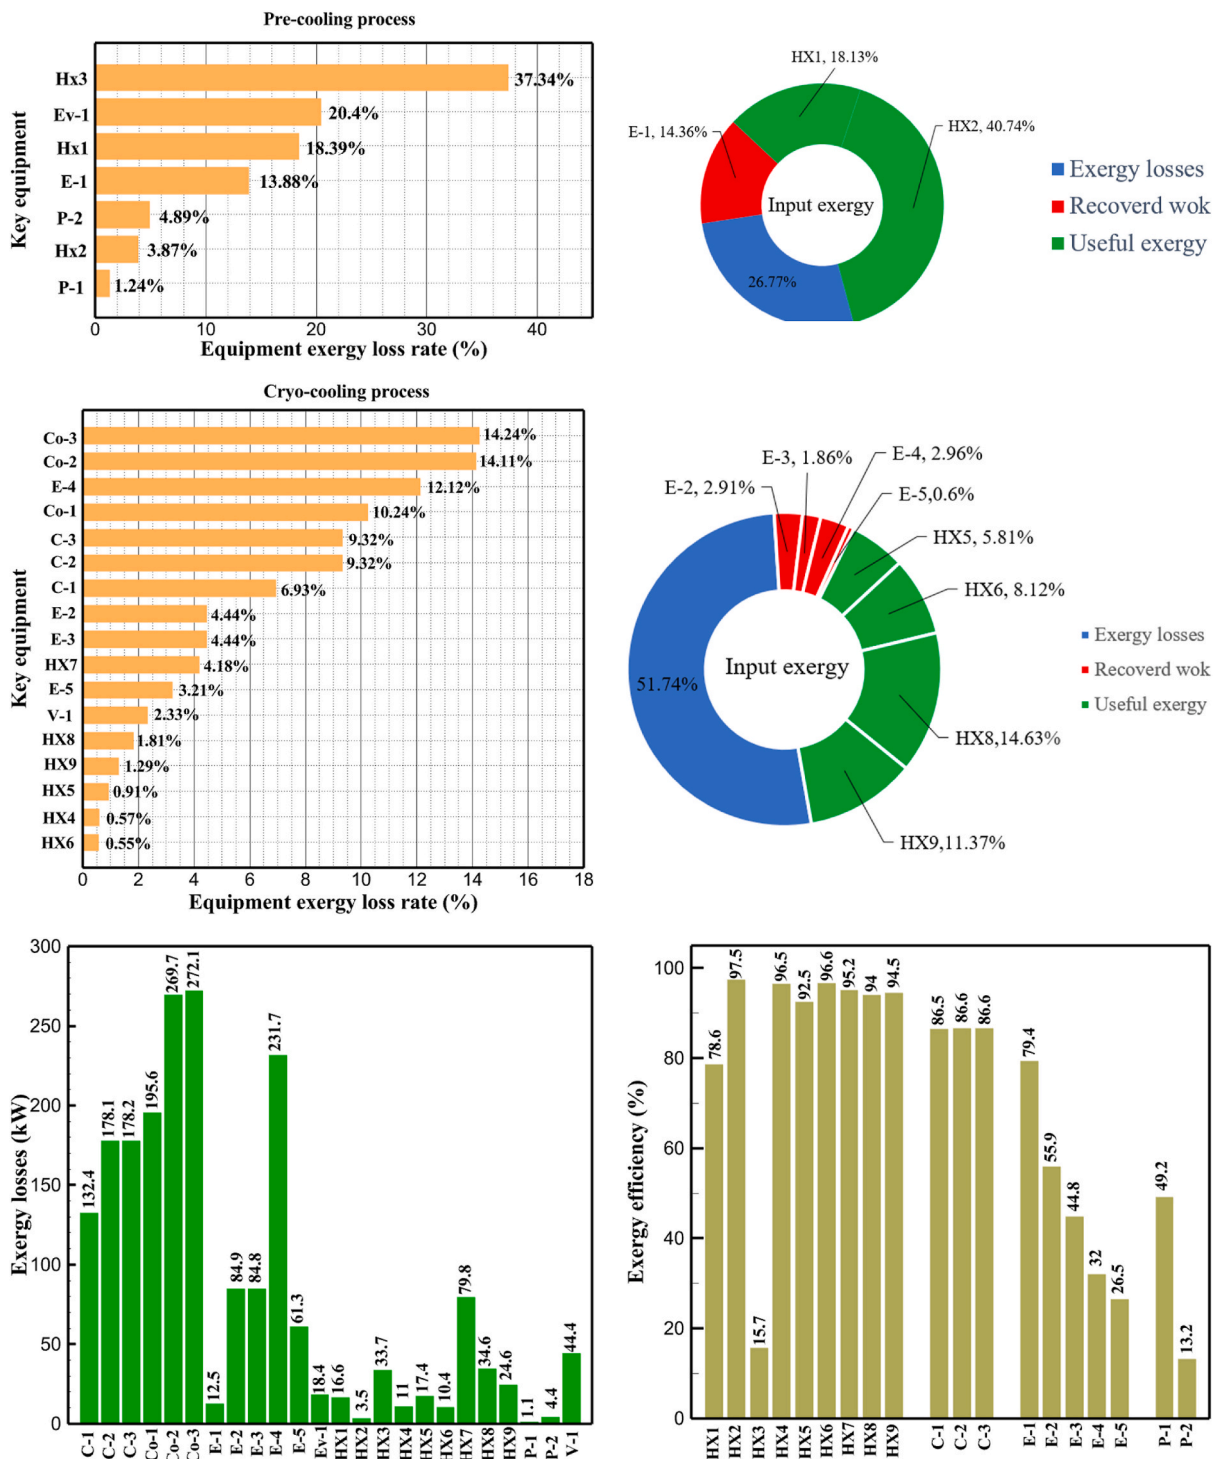 Pre-cooling process
Key equipment
Hx3
37.34%
Ev-1
20.4%
Hx1
18.39%
E-1
13.88%
P-2
4.89%
Hx2
3.87%
P-1
1.24%
0 10 20 30 40
Equipment exergy loss rate (%)
HX1, 18.13%
E-1, 14.36%
HX2, 40.74%
Input exergy
26.77%
Exergy losses
Recoverd wok
Useful exergy
Cryo-cooling process
Key equipment
Co-3
14.24%
Co-2
14.11%
E-4
12.12%
Co-1
10.24%
C-3
9.32%
C-2
9.32%
C-1
6.93%
E-2
4.44%
E-3
4.44%
HX7
4.18%
E-5
3.21%
V-1
2.33%
HX8
1.81%
HX9
1.29%
HX5
0.91%
HX4
0.57%
HX6
0.55%
0 2 4 6 8 10 12 14 16 18
Equipment exergy loss rate (%)
E-4, 2.96%
E-3, 1.86%
E-2, 2.91%
E-5,0.6%
HX5, 5.81%
HX6, 8.12%
Input exergy
51.74%
HX8,14.63%
HX9,11.37%
Exergy losses
Recoverd wok
Useful exergy
Exergy losses (kW)
300
250
200
150
100
50
0
132.4
178.1
178.2
195.6
269.7
272.1
12.5
84.9
84.8
231.7
61.3
18.4
16.6
3.5
33.7
11
17.4
10.4
79.8
34.6
24.6
1.1
4.4
44.4
C-1
C-2
C-3
Co-1
Co-2
Co-3
E-1
E-2
E-3
E-4
E-5
Ev-1
HX1
HX2
HX3
HX4
HX5
HX6
HX7
HX8
HX9
P-1
P-2
V-1
Exergy efficiency (%)
100
80
60
40
20
0
78.6
97.5
15.7
96.5
92.5
96.6
95.2
94
94.5
86.5
86.6
86.6
79.4
55.9
44.8
32
26.5
49.2
13.2
HX1
HX2
HX3
HX4
HX5
HX6
HX7
HX8
HX9
C-1
C-2
C-3
E-1
E-2
E-3
E-4
E-5
P-1
P-2